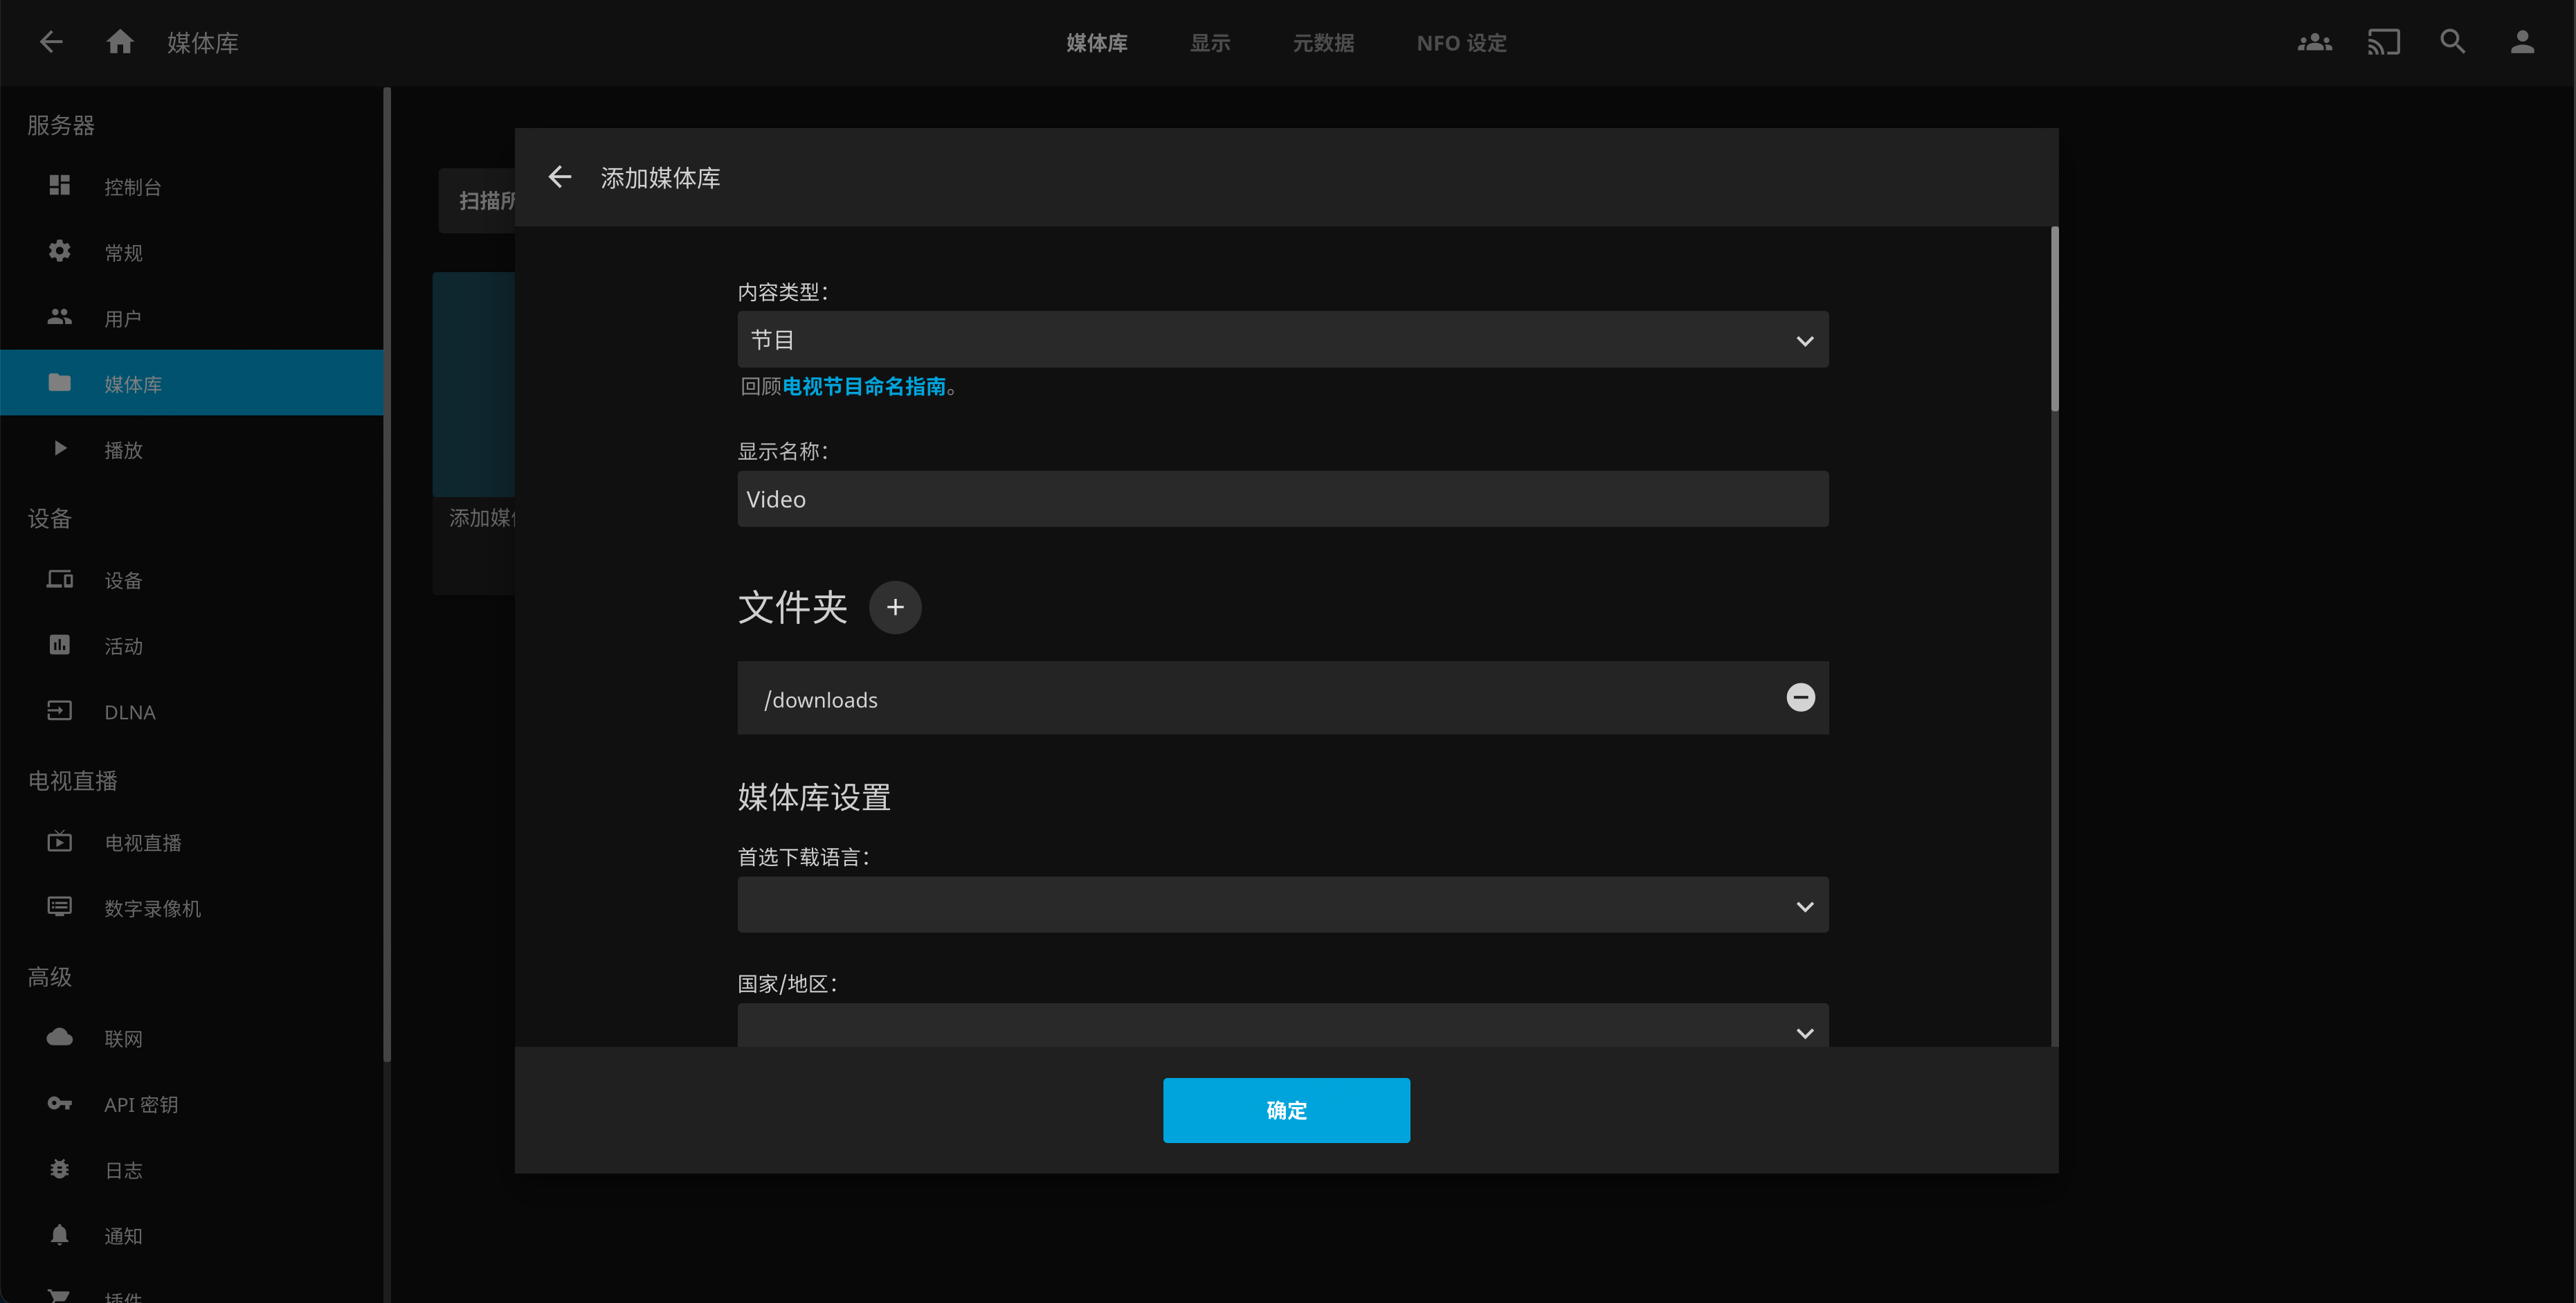 媒体库
媒体库 显示 元数据 NFO 设定
服务器
控制台
常规
用户
媒体库
播放
设备
设备
活动
DLNA
电视直播
电视直播
数字录像机
高级
联网
API 密钥
日志
通知
插件
扫描所
添加媒
添加媒体库
内容类型：
节目
回顾电视节目命名指南。
显示名称：
Video
文件夹
/downloads
媒体库设置
首选下载语言：
国家/地区：
确定